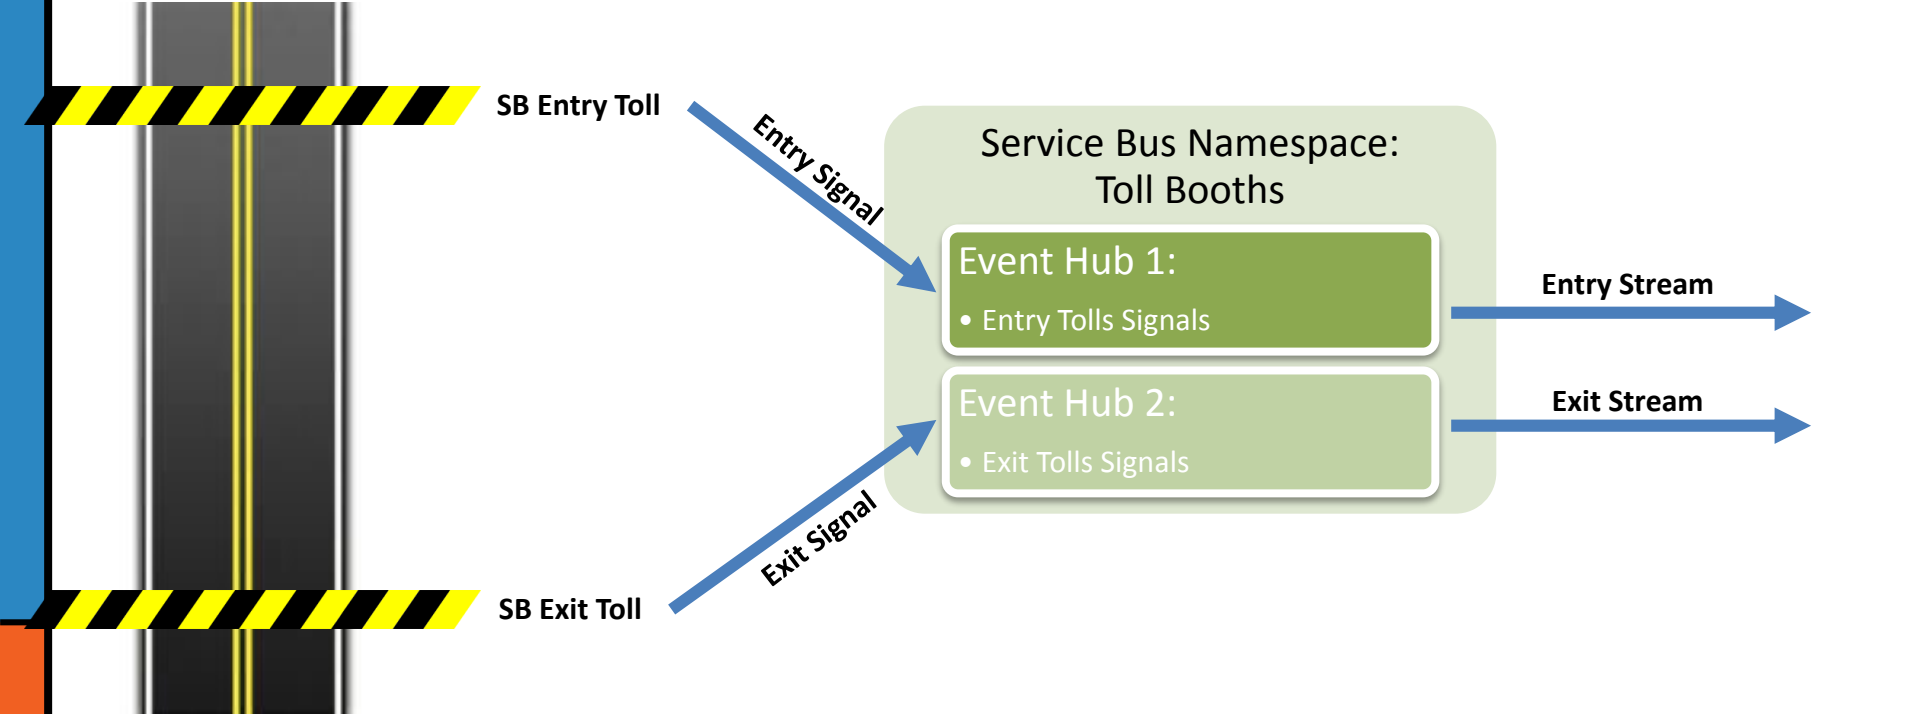 SB Entry Toll
Entry Signal
Service Bus Namespace:
Toll Booths
Event Hub 1:
• Entry Tolls Signals
Entry Stream
Event Hub 2:
• Exit Tolls Signals
Exit Stream
Exit Signal
SB Exit Toll